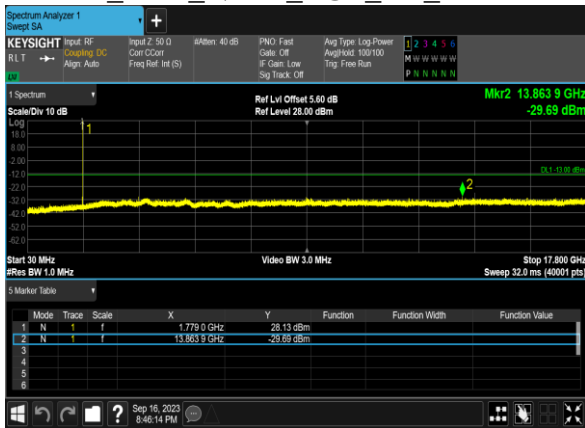 Spectrum Analyzer 1
Swept SA
+
KEYSIGHT Input: RF Input Z: 50 Ω #Atten: 40 dB PNO: Fast Avg Type: Log-Power 1 2 3 4 5 6
RLT Coupling: DC Corr CCorr Gate: Off Avg|Hold: 100/100 M W W W W W
Align: Auto Freq Ref: Int (S) IF Gain: Low Trig: Free Run
Sig Track: Off P N N N N N
1 Spectrum Ref Lvl Offset 5.60 dB Mkr2 13.863 9 GHz
Scale/Div 10 dB Ref Level 28.00 dBm -29.69 dBm
Log
18.0
8.00
-2.00
-12.0
-22.0
-32.0
-42.0
-52.0
-62.0
1
DL1 -13.00 dBm
2
Start 30 MHz Video BW 3.0 MHz Stop 17.800 GHz
#Res BW 1.0 MHz Sweep 32.0 ms (40001 pts)
5 Marker Table
Mode Trace Scale X Y Function Function Width Function Value
1 N 1 f 1.779 0 GHz 28.13 dBm
2 N 1 f 13.863 9 GHz -29.69 dBm
3
4
5
6
? Sep 16, 2023
8:46:14 PM